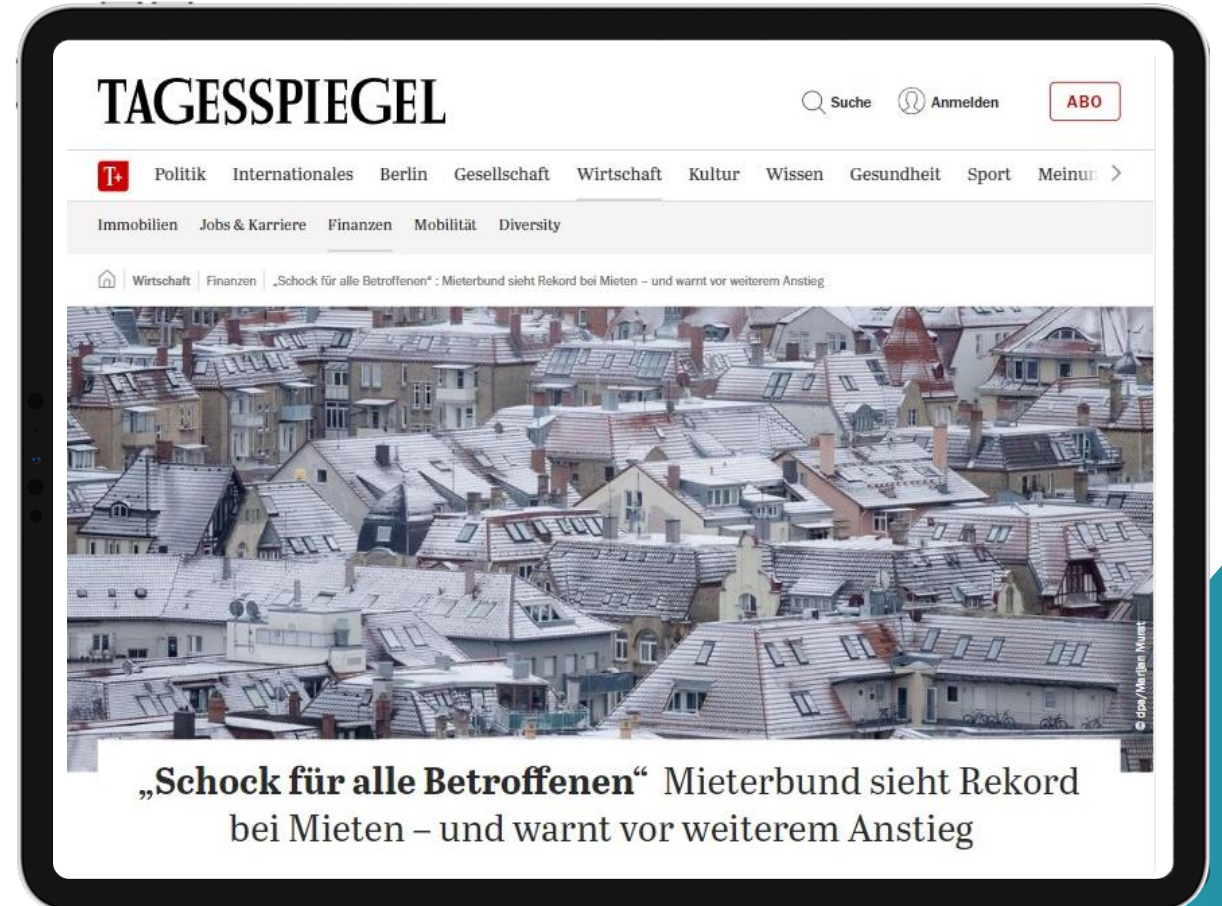 TAGESSPIEGEL
Suche Anmelden ABO
T+ Politik Internationales Berlin Gesellschaft Wirtschaft Kultur Wissen Gesundheit Sport Meinun
Immobilien Jobs & Karriere Finanzen Mobilität Diversity
Wirtschaft Finanzen „Schock für alle Betroffenen“ : Mieterbund sieht Rekord bei Mieten – und warnt vor weiterem Anstieg
© dpa/Marijan Murat
„Schock für alle Betroffenen“ Mieterbund sieht Rekord
bei Mieten – und warnt vor weiterem Anstieg